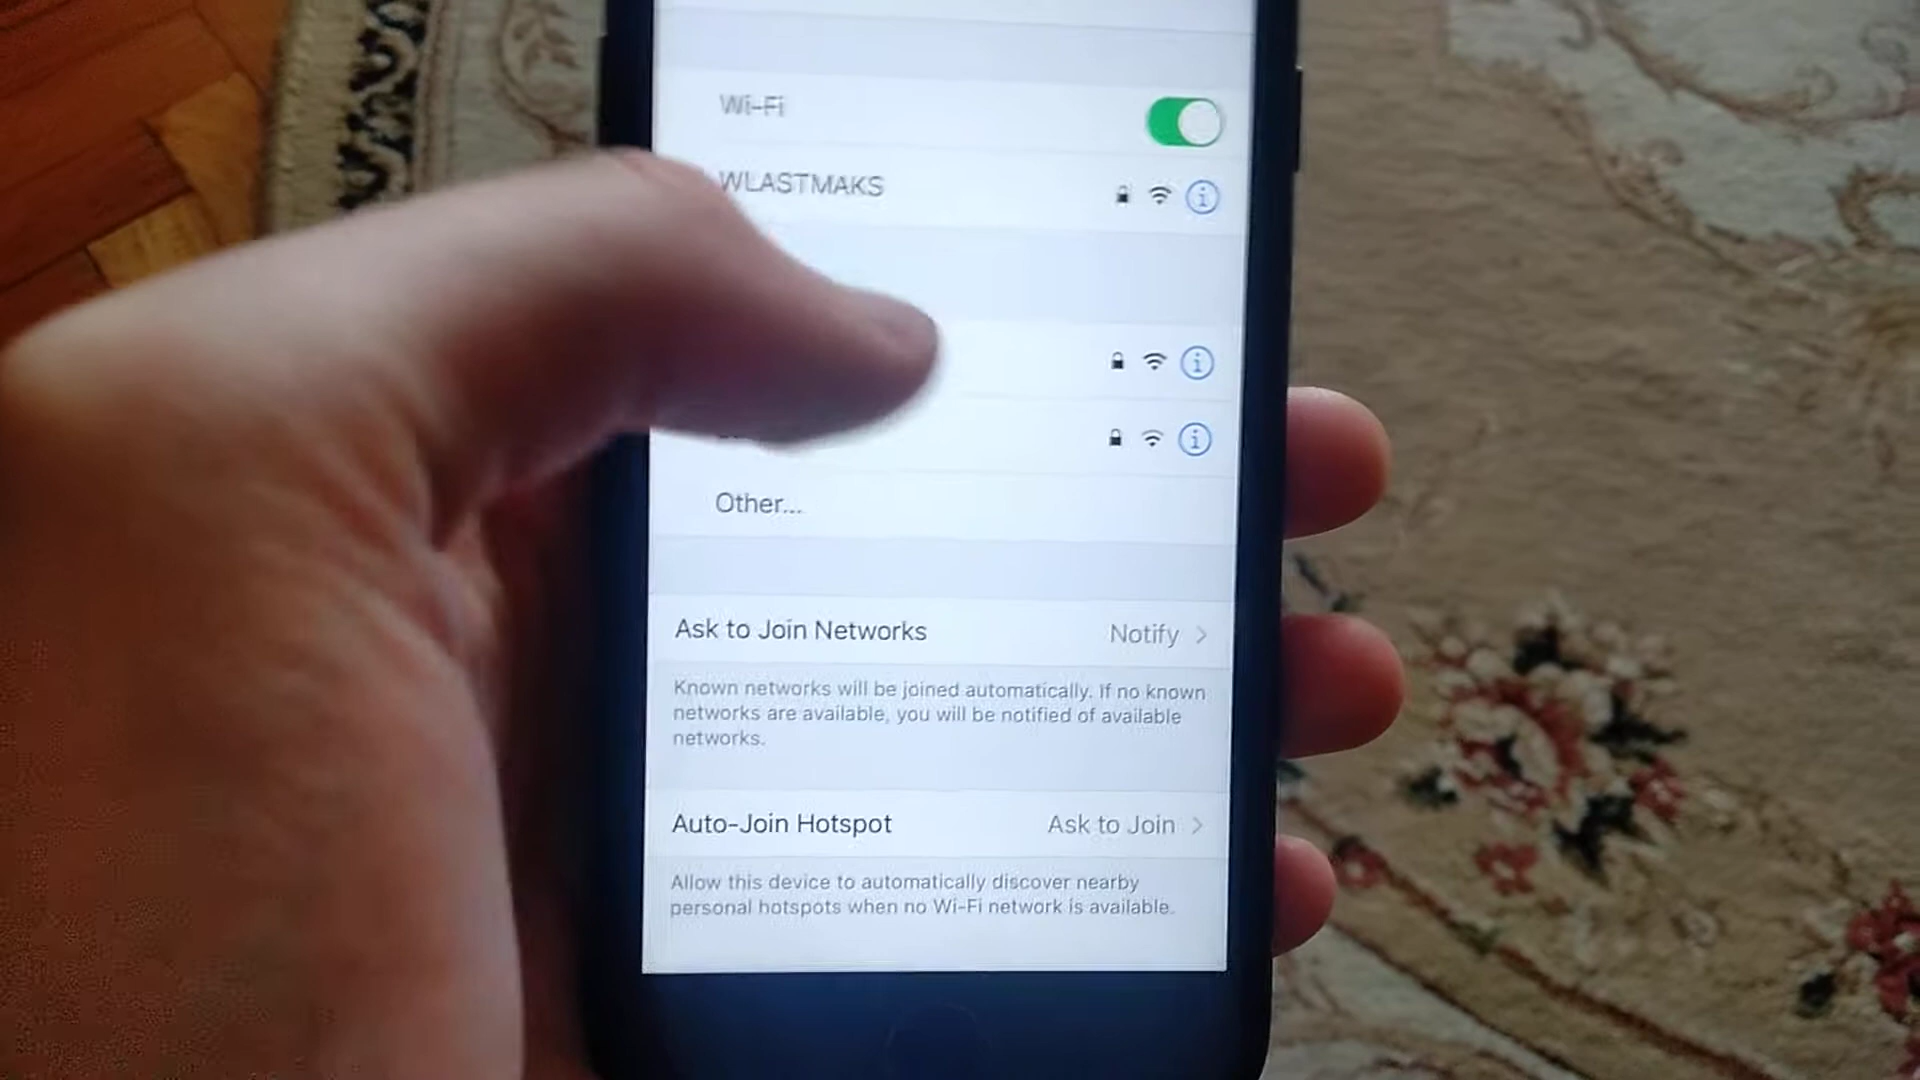 Wi-Fi
WLASTMAKS
Other...
Ask to Join Networks Notify
Known networks will be joined automatically. If no known
networks are available, you will be notified of available
networks.
Auto-Join Hotspot Ask to Join
Allow this device to automatically discover nearby
personal hotspots when no Wi-Fi network is available.